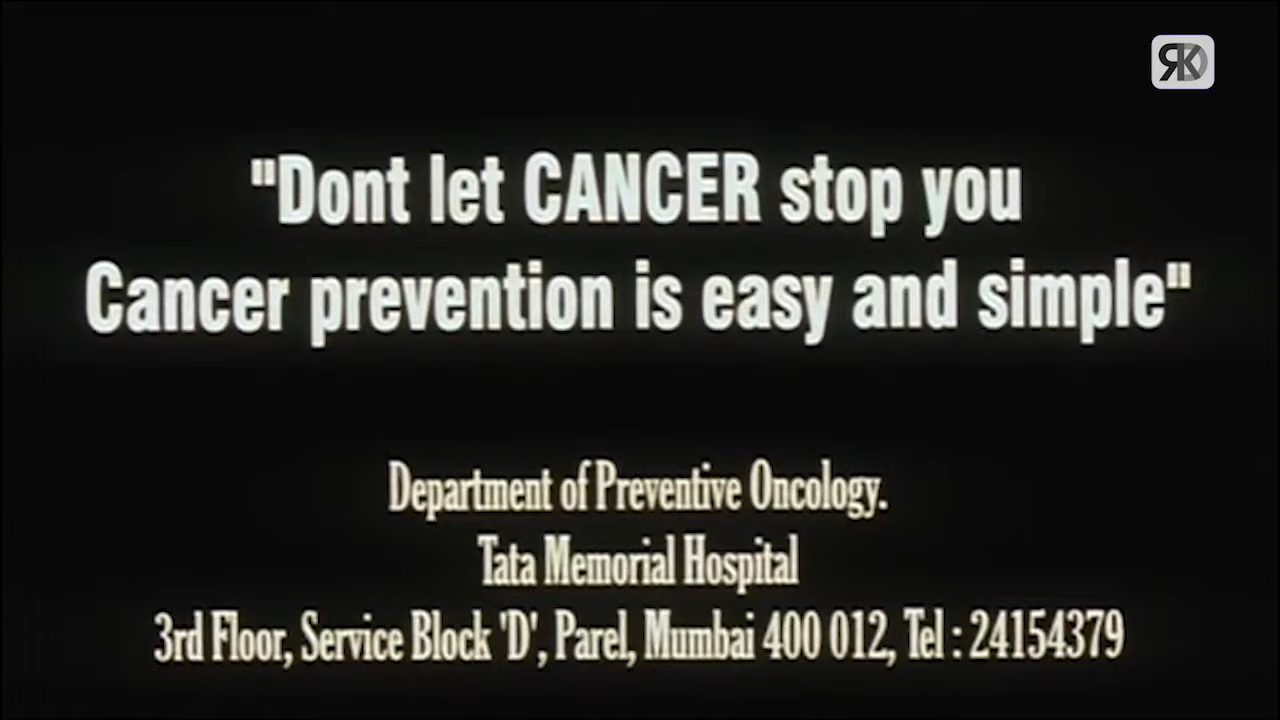 RKD
"Dont let CANCER stop you
Cancer prevention is easy and simple"
Department of Preventive Oncology.
Tata Memorial Hospital
3rd Floor, Service Block 'D', Parel, Mumbai 400 012, Tel : 24154379